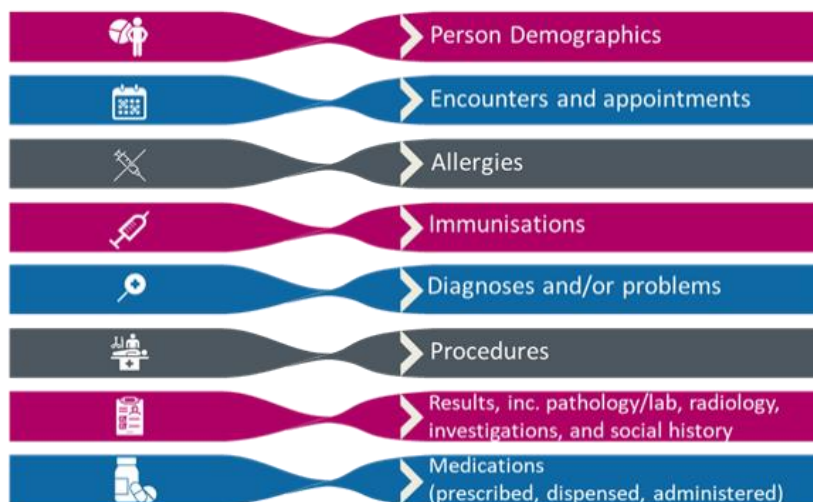 Person Demographics
Encounters and appointments
Allergies
Immunisations
Diagnoses and/or problems
Procedures
Results, inc. pathology/lab, radiology,
investigations, and social history
Medications
(prescribed, dispensed, administered)